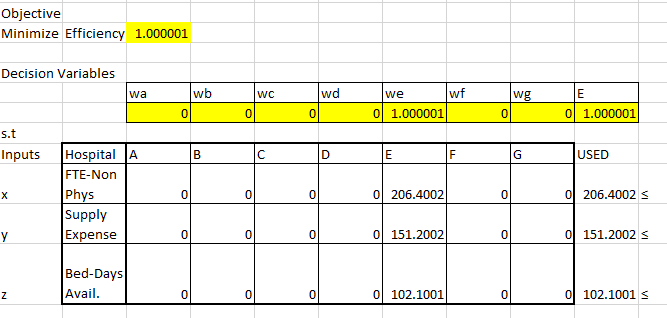 Objective
Minimize Efficiency 1.000001
Decision Variables
wa wb wc wd we wf wg E
0 0 0 0 1.000001 0 0 1.000001
s.t
Inputs Hospital A B C D E F G USED
FTE-Non
x Phys 0 0 0 0 206.4002 0 0 206.4002 ≤
Supply
y Expense 0 0 0 0 151.2002 0 0 151.2002 ≤
Bed-Days
z Avail. 0 0 0 0 102.1001 0 0 102.1001 ≤